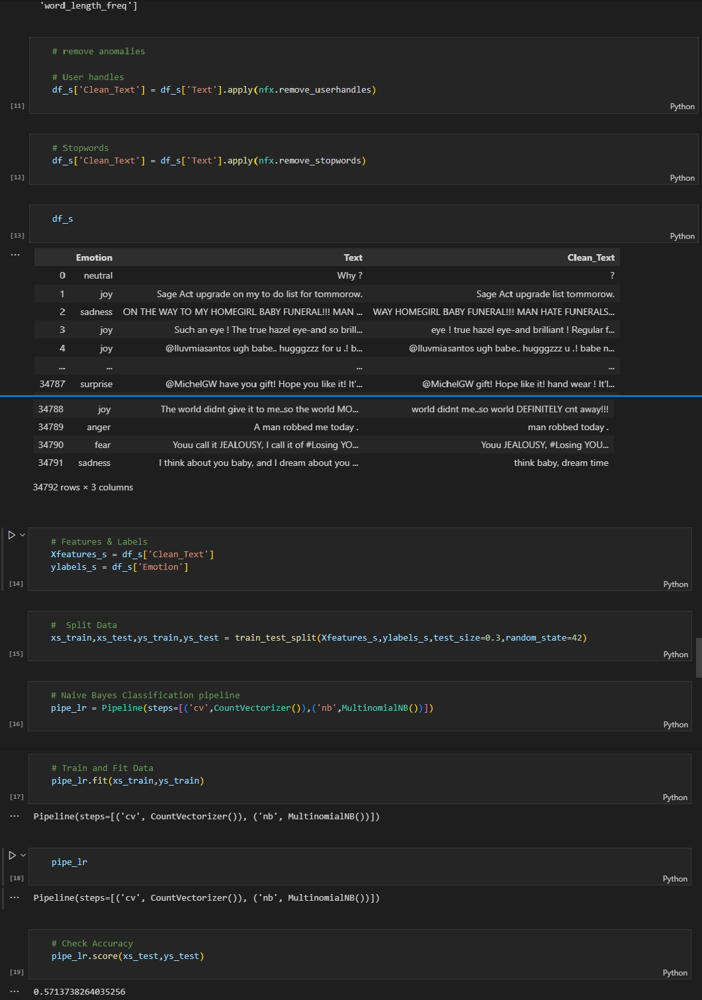 'word_length_freq']
# remove anomalies
# User handles
df_s['Clean_Text'] = df_s['Text'].apply(nfx.remove_userhandles)
[11]
Python
# Stopwords
df_s['Clean_Text'] = df_s['Text'].apply(nfx.remove_stopwords)
[12]
Python
df_s
[13]
Python
...
Emotion Text Clean_Text
0 neutral Why ? ?
1 joy Sage Act upgrade on my to do list for tommorow. Sage Act upgrade list tommorow.
2 sadness ON THE WAY TO MY HOMEGIRL BABY FUNERAL!!! MAN ... WAY HOMEGIRL BABY FUNERAL!!! MAN HATE FUNERALS...
3 joy Such an eye ! The true hazel eye-and so brill... eye ! true hazel eye-and brilliant ! Regular f...
4 joy @Iluvmiasantos ugh babe.. hugggzzz for u .! b... @Iluvmiasantos ugh babe.. hugggzzz u .! babe n...
... ... ... ...
34787 surprise @MichelGW have you gift! Hope you like it! It'... @MichelGW gift! Hope like it! hand wear ! It'l...
34788 joy The world didnt give it to me..so the world MO... world didnt me..so world DEFINITELY cnt away!!!
34789 anger A man robbed me today . man robbed today .
34790 fear Youu call it JEALOUSY, I call it of #Losing YO... Youu JEALOUSY, #Losing YOU...
34791 sadness I think about you baby, and I dream about you ... think baby, dream time
34792 rows × 3 columns
# Features & Labels
Xfeatures_s = df_s['Clean_Text']
ylabels_s = df_s['Emotion']
[14]
Python
#  Split Data
xs_train,xs_test,ys_train,ys_test = train_test_split(Xfeatures_s,ylabels_s,test_size=0.3,random_state=42)
[15]
Python
# Naive Bayes Classification pipeline
pipe_lr = Pipeline(steps=[('cv',CountVectorizer()),('nb',MultinomialNB())])
[16]
Python
# Train and Fit Data
pipe_lr.fit(xs_train,ys_train)
[17]
Python
...
Pipeline(steps=[('cv', CountVectorizer()), ('nb', MultinomialNB())])
pipe_lr
[18]
Python
...
Pipeline(steps=[('cv', CountVectorizer()), ('nb', MultinomialNB())])
# Check Accuracy
pipe_lr.score(xs_test,ys_test)
[19]
Python
...
0.5713738264035256